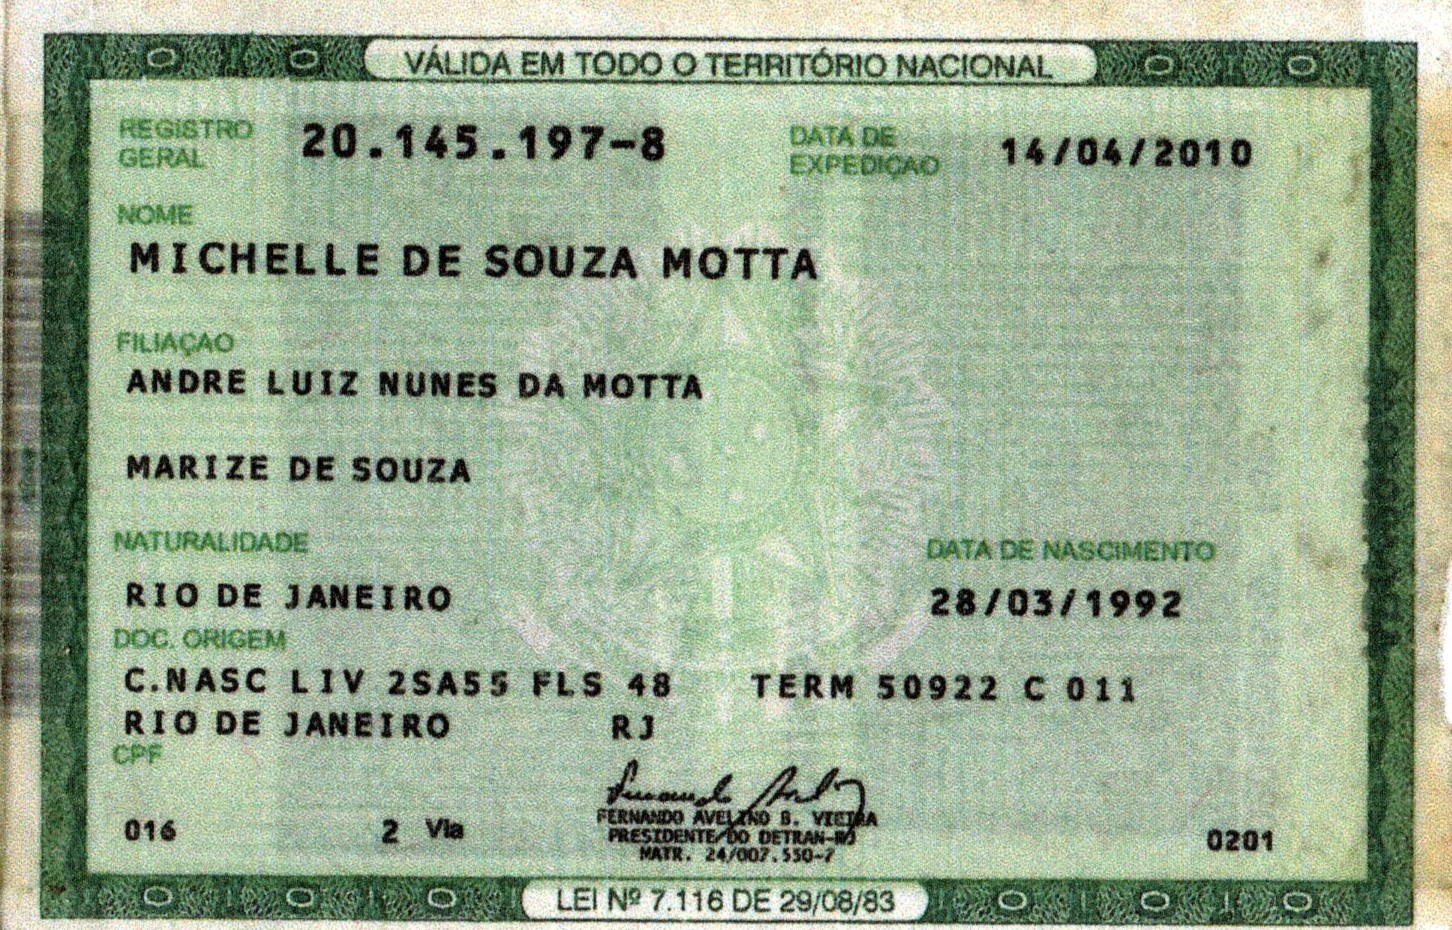 VÁLIDA EM TODO O TERRITÓRIO NACIONAL
REGISTRO GERAL 20.145.197-8 DATA DE EXPEDIÇÃO 14/04/2010
NOME
MICHELLE DE SOUZA MOTTA
FILIAÇÃO
ANDRE LUIZ NUNES DA MOTTA
MARIZE DE SOUZA
NATURALIDADE DATA DE NASCIMENTO
RIO DE JANEIRO 28/03/1992
DOC. ORIGEM
C.NASC LIV 2SA55 FLS 48 TERM 50922 C 011
RIO DE JANEIRO RJ
CPF
016 2 Via 0201
FERNANDO AVELINO B. VIEIRA
PRESIDENTE DO DETRAN-RJ
MATR. 24/007.550-7
LEI Nº 7.116 DE 29/08/83